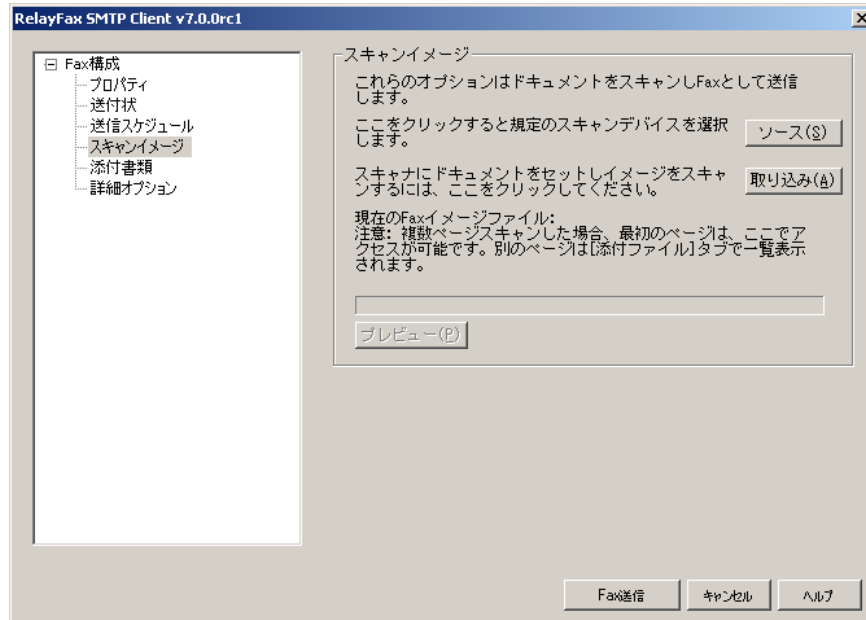 RelayFax SMTP Client v7.0.0rc1
Fax構成
プロパティ
送付状
送信スケジュール
スキャンイメージ
添付書類
詳細オプション
スキャンイメージ
これらのオプションはドキュメントをスキャンしFaxとして送信
します。
ここをクリックすると規定のスキャンデバイスを選択
します。
ソース(S)
スキャナにドキュメントをセットしイメージをスキャ
ンするには、ここをクリックしてください。
取り込み(A)
現在のFaxイメージファイル:
注意: 複数ページスキャンした場合、最初のページは、ここでア
クセスが可能です。別のページは[添付ファイル]タブで一覧表示
されます。
プレビュー(P)
Fax送信
キャンセル
ヘルプ